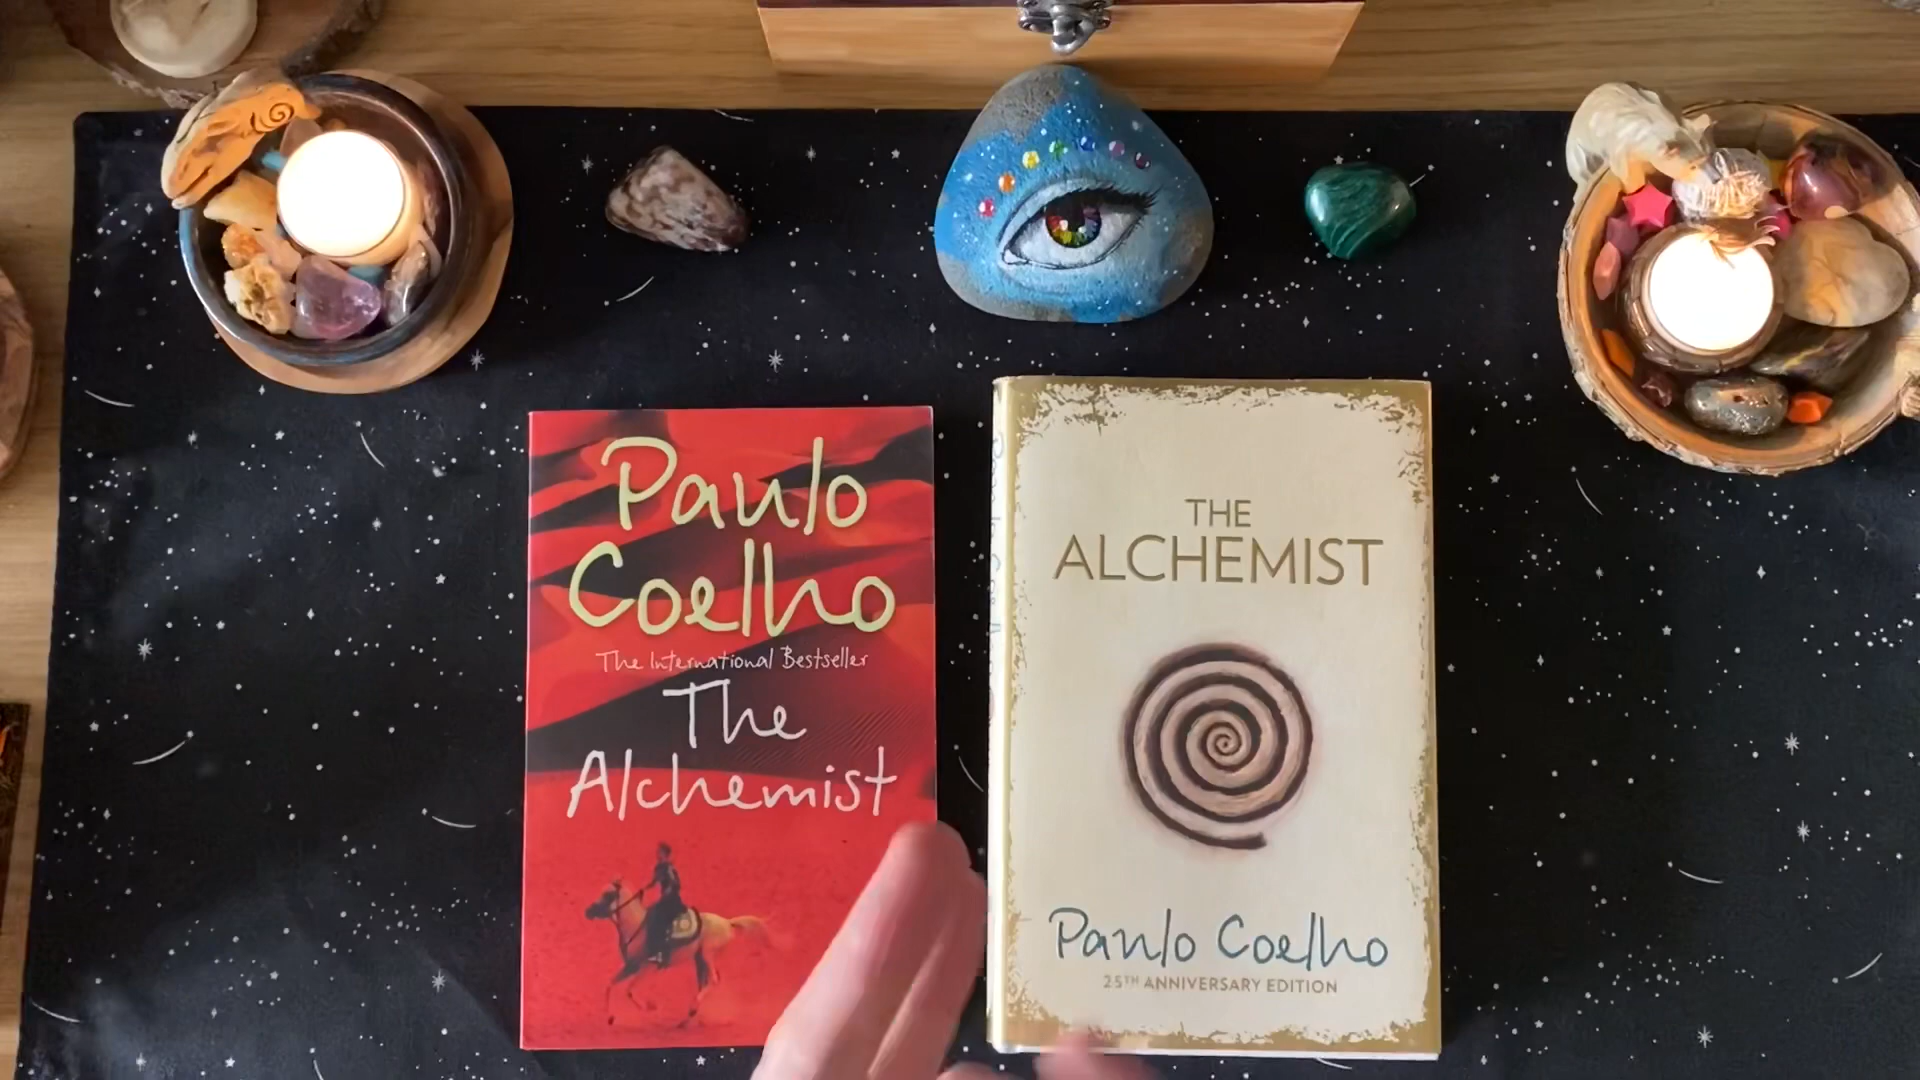 Paulo
Coelho
The International Bestseller
The
Alchemist
THE
ALCHEMIST
Paulo Coelho
25TH ANNIVERSARY EDITION